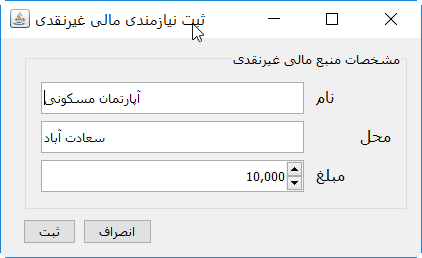 ثبت نیازمندی مالی غیرنقدی
مشخصات منبع مالی غیرنقدی
نام آپارتمان مسکونی
محل سعادت آباد
مبلغ 10,000
انصراف ثبت